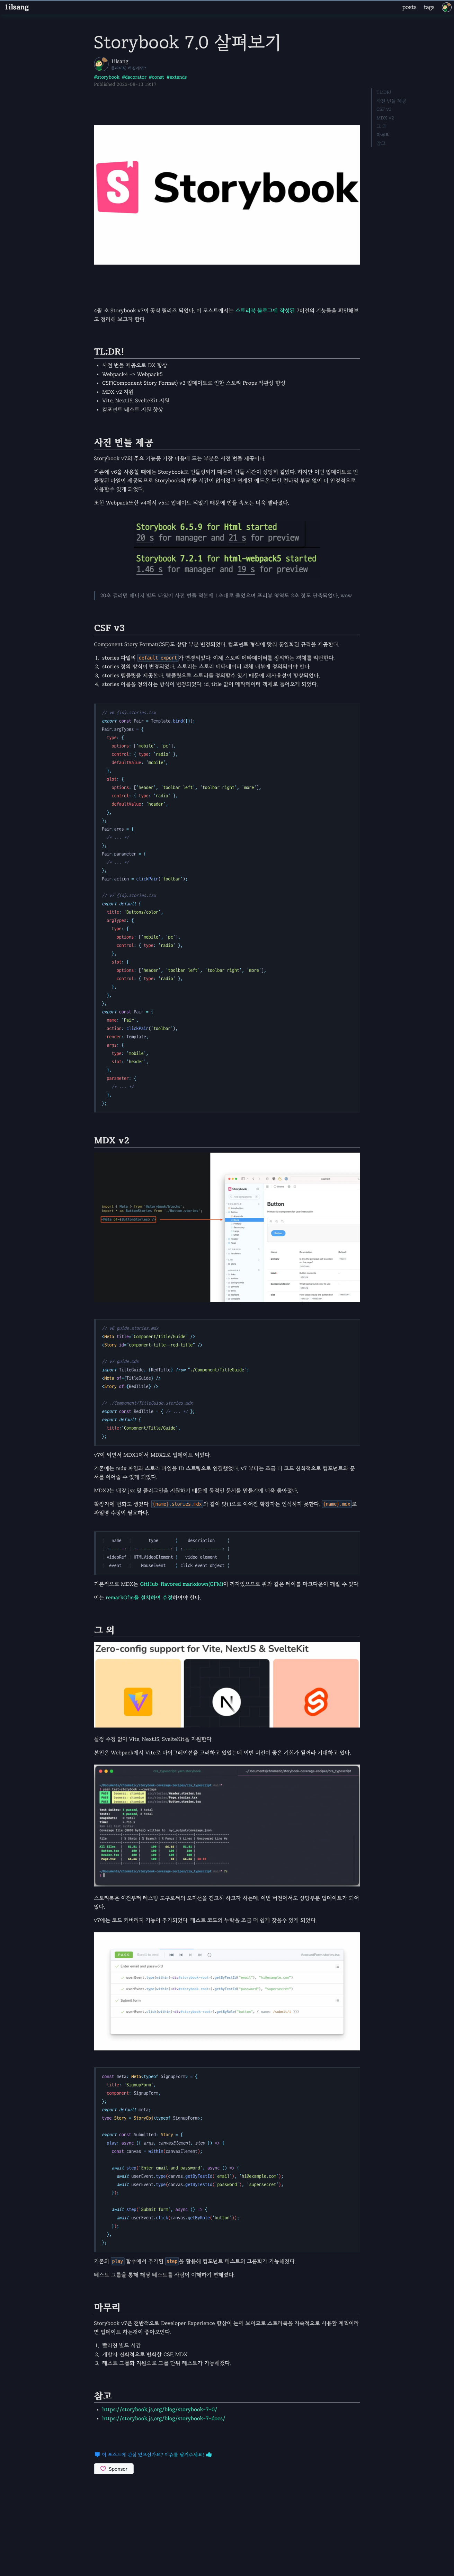 1ilsang
posts
tags
Storybook 7.0 살펴보기
1ilsang
#storybook #decorator #const #extends
TL:DR!
사전 번들 제공
CSF v3
MDX v2
그 외
마무리
참고
Storybook
4월 초 Storybook v7이 공식 릴리즈 되었다. 이 포스트에서는 스토리북 블로그에 작성된 7버전의 기능들을 확인해보
고 정리해 보고자 한다.
TL:DR!
사전 번들 제공으로 DX 향상
Webpack4 -> Webpack5
CSF(Component Story Format) v3 업데이트로 인한 스토리 Props 직관성 향상
MDX v2 지원
Vite, NextJS, SvelteKit 지원
컴포넌트 테스트 지원 향상
사전 번들 제공
Storybook v7의 주요 기능중 가장 마음에 드는 부분은 사전 번들 제공이다.
기존에 v6을 사용할 때에는 Storybook도 번들링되기 때문에 번들 시간이 상당히 길었다. 하지만 이번 업데이트로 번
들링된 파일이 제공되므로 Storybook의 번들 시간이 없어졌고 연계된 애드온 또한 런타임 부담 없이 더 안정적으로
사용할수 있게 되었다.
또한 Webpack또한 v4에서 v5로 업데이트 되었기 때문에 번들 속도는 더욱 빨라졌다.
Storybook 6.5.9 for Html started
20 s for manager and 21 s for preview
Storybook 7.2.1 for html-webpack5 started
1.46 s for manager and 19 s for preview
20초 걸리던 매니저 빌드 타임이 사전 번들 덕분에 1초대로 줄었으며 프리뷰 영역도 2초 정도 단축되었다. wow
CSF v3
Component Story Format(CSF)도 상당 부분 변경되었다. 컴포넌트 형식에 맞춰 통일화된 규격을 제공한다.
1. stories 파일의 default export가 변경되었다. 이제 스토리 메타데이터를 정의하는 객체를 의미한다.
2. stories 정의 방식이 변경되었다. 스토리는 스토리 메타데이터 객체 내부에 정의되어야 한다.
3. stories 템플릿을 제공한다. 템플릿으로 스토리를 정의할수 있기 때문에 재사용성이 향상되었다.
4. stories 이름을 정의하는 방식이 변경되었다. id, title 값이 메타데이터 객체로 들어오게 되었다.
// v6 {id}.stories.tsx
export const Pair = Template.bind({});
Pair.argTypes = {
type: {
options: ['mobile', 'pc'],
control: { type: 'radio' },
defaultValue: 'mobile',
},
slot: {
options: ['header', 'toolbar left', 'toolbar right', 'more'],
control: { type: 'radio' },
defaultValue: 'header',
},
};
Pair.args = {
/* ... */
};
Pair.parameter = {
/* ... */
};
Pair.action = clickPair('toolbar');
// v7 {id}.stories.tsx
export default {
title: 'Buttons/color',
argTypes: {
type: {
options: ['mobile', 'pc'],
control: { type: 'radio' },
},
slot: {
options: ['header', 'toolbar left', 'toolbar right', 'more'],
control: { type: 'radio' },
},
},
};
export const Pair = {
name: 'Pair',
action: clickPair('toolbar'),
render: Template,
args: {
type: 'mobile',
slot: 'header',
},
parameter: {
/* ... */
},
};
MDX v2
Storybook
Button
// v6 guide.stories.mdx
<Meta title="Component/Title/Guide" />
<Story id="component-title--red-title" />
// v7 guide.mdx
import TitleGuide, {RedTitle} from "./Component/TitleGuide";
<Meta of={TitleGuide} />
<Story of={RedTitle} />
// ./Component/TitleGuide.stories.mdx
export const RedTitle = { /* ... */ };
export default {
title:'Component/Title/Guide',
};
v7이 되면서 MDX1에서 MDX2로 업데이트 되었다.
기존에는 mdx 파일과 스토리 파일을 ID 스트링으로 연결했었다. v7 부터는 조금 더 코드 친화적으로 컴포넌트와 문
서를 이어줄 수 있게 되었다.
MDX2는 내장 jsx 및 플러그인을 지원하기 때문에 동적인 문서를 만들기에 더욱 좋아졌다.
확장자에 변화도 생겼다. {name}.stories.mdx와 같이 닷(.)으로 이어진 확장자는 인식하지 못한다. {name}.mdx로
파일명 수정이 필요하다.
| name | type | description |
| videoRef | HTMLVideoElement | video element |
| event | MouseEvent | click event object |
기본적으로 MDX는 GitHub-flavored markdown(GFM)이 꺼져있으므로 위와 같은 테이블 마크다운이 깨질 수 있다.
이는 remarkGfm을 설치하여 수정하여야 한다.
그 외
Zero-config support for Vite, NextJS & SvelteKit
설정 수정 없이 Vite, NextJS, SvelteKit을 지원한다.
본인은 Webpack에서 Vite로 마이그레이션을 고려하고 있었는데 이번 버전이 좋은 기회가 될꺼라 기대하고 있다.
스토리북은 이전부터 테스팅 도구로써의 포지션을 견고히 하고자 하는데, 이번 버전에서도 상당부분 업데이트가 되어
있다.
v7에는 코드 커버리지 기능이 추가되었다. 테스트 코드의 누락을 조금 더 쉽게 찾을수 있게 되었다.
PASS
Enter email and password
Submit form
const meta: Meta<typeof SignupForm> = {
title: 'SignupForm',
component: SignupForm,
};
export default meta;
type Story = StoryObj<typeof SignupForm>;
export const Submitted: Story = {
play: async ({ args, canvasElement, step }) => {
const canvas = within(canvasElement);
await step('Enter email and password', async () => {
await userEvent.type(canvas.getByTestId('email'), 'hi@example.com');
await userEvent.type(canvas.getByTestId('password'), 'supersecret');
});
await step('Submit form', async () => {
await userEvent.click(canvas.getByRole('button'));
});
},
};
기존의 play 함수에서 추가된 step을 활용해 컴포넌트 테스트의 그룹화가 가능해졌다.
테스트 그룹을 통해 해당 테스트를 사람이 이해하기 편해졌다.
마무리
Storybook v7은 전반적으로 Developer Experience 향상이 눈에 보이므로 스토리북을 지속적으로 사용할 계획이라
면 업데이트 하는것이 좋아보인다.
1. 빨라진 빌드 시간
2. 개발자 친화적으로 변화한 CSF, MDX
3. 테스트 그룹화 지원으로 그룹 단위 테스트가 가능해졌다.
참고
https://storybook.js.org/blog/storybook-7-0/
https://storybook.js.org/blog/storybook-7-docs/
이 포스트에 관심 있으신가요? 이슈를 남겨주세요!
Sponsor